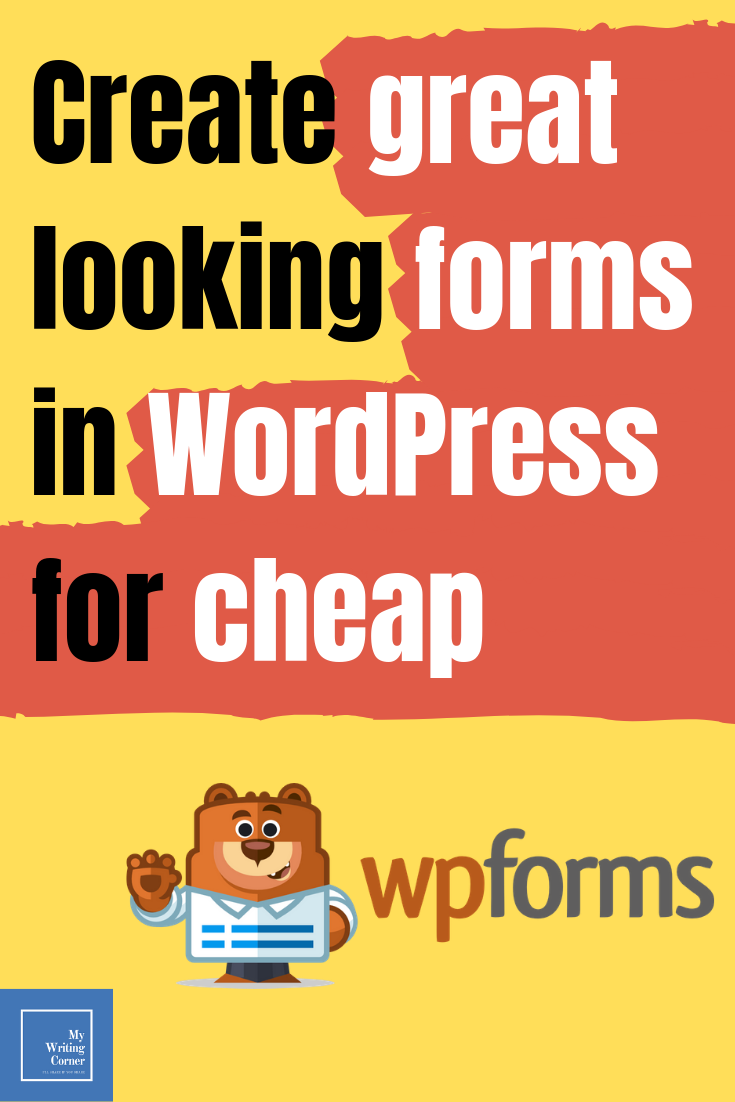 Create great
looking forms
in WordPress
for cheap
wpforms
My
Writing
Corner